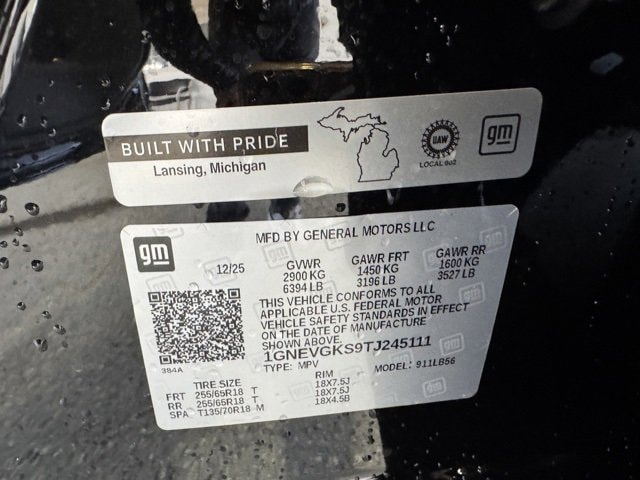 BUILT WITH PRIDE
Lansing, Michigan
UAW
LOCAL 602
gm
gm
MFD BY GENERAL MOTORS LLC
12/25 GVWR GAWR FRT GAWR RR
2900 KG 1450 KG 1600 KG
6394 LB 3196 LB 3527 LB
THIS VEHICLE CONFORMS TO ALL
APPLICABLE U.S. FEDERAL MOTOR
VEHICLE SAFETY STANDARDS IN EFFECT
ON THE DATE OF MANUFACTURE
1GNEVGKS9TJ245111
384A
TYPE: MPV MODEL: 911LB56
TIRE SIZE RIM
FRT 255/65R18 T 18X7.5J
RR 255/65R18 T 18X7.5J
SPA T135/70R18 M 18X4.5B